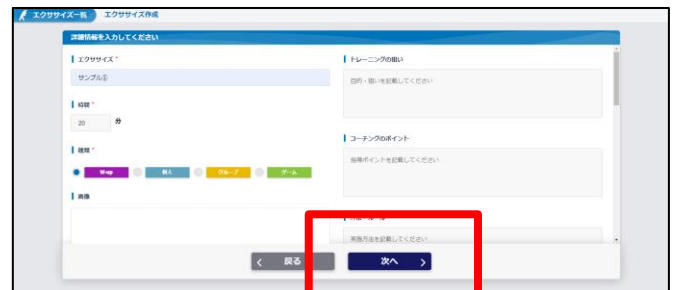 エクササイズ一覧 エクササイズ作成
詳細情報を入力してください
エクササイズ *
サンプル①
時間 *
20 分
種類 *
W-up 個人 グループ ゲーム
画像
トレーニングの狙い
目的・狙いを記載してください
コーチングのポイント
指導ポイントを記載してください
実施方法を記載してください
戻る 次へ